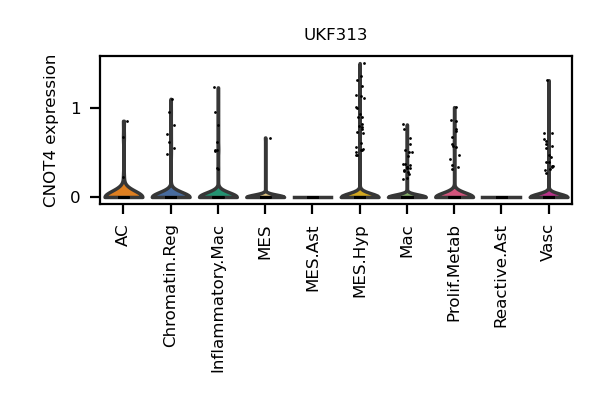 UKF313
CNOT4 expression
1
0
AC
Chromatin.Reg
Inflammatory.Mac
MES
MES.Ast
MES.Hyp
Mac
Prolif.Metab
Reactive.Ast
Vasc